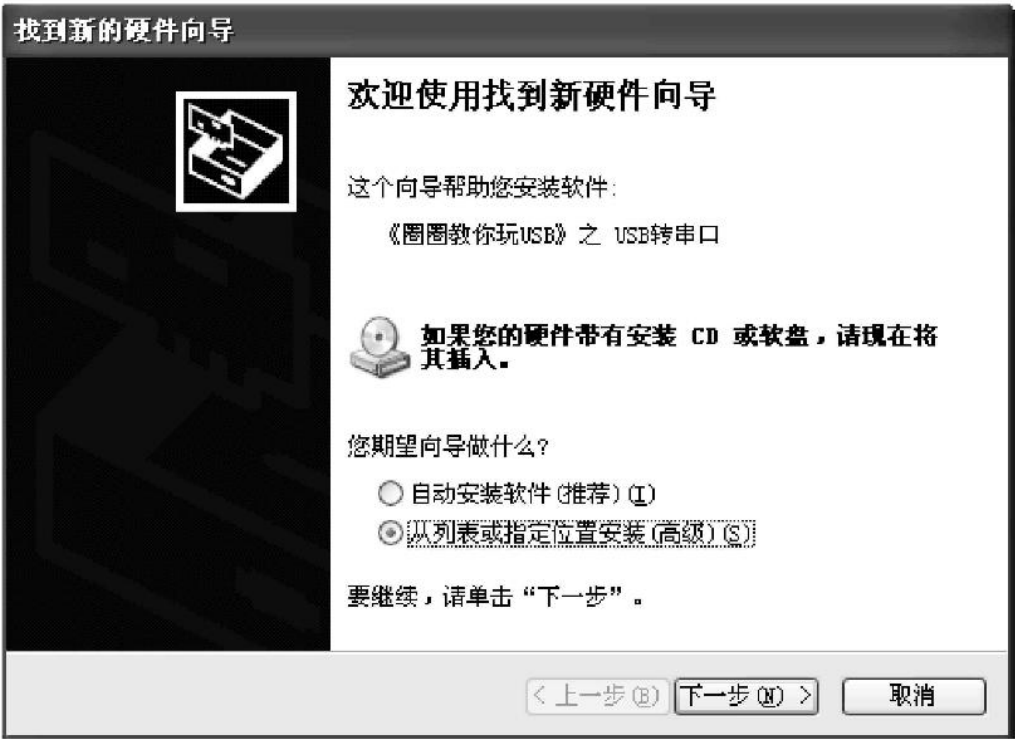 找到新的硬件向导
欢迎使用找到新硬件向导
这个向导帮助您安装软件:
《圈圈教你玩USB》之 USB转串口
如果您的硬件带有安装 CD 或软盘，请现在将
其插入。
您期望向导做什么?
自动安装软件(推荐)(I)
从列表或指定位置安装(高级)(S)
要继续，请单击“下一步”。
< 上一步(B) 下一步(N) > 取消